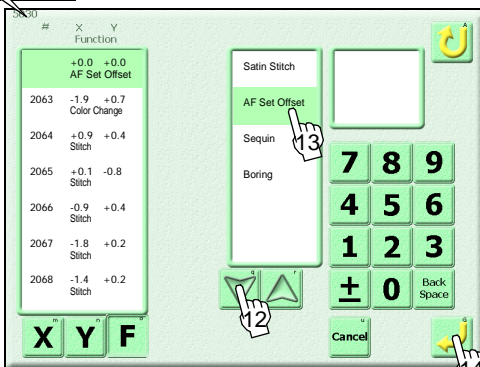 5030
# X Y
Function
+0.0 +0.0
AF Set Offset
2063 -1.9 +0.7
Color Change
2064 +0.9 +0.4
Stitch
2065 +0.1 -0.8
Stitch
2066 -0.9 +0.4
Stitch
2067 -1.8 +0.2
Stitch
2068 -1.4 +0.2
Stitch
X m
Y n
F o
Satin Stitch
AF Set Offset
Sequin
Boring
13
q
r
12
A
7 8 9
4 5 6
1 2 3
± 0 Back
Space
u
Cancel
G
14